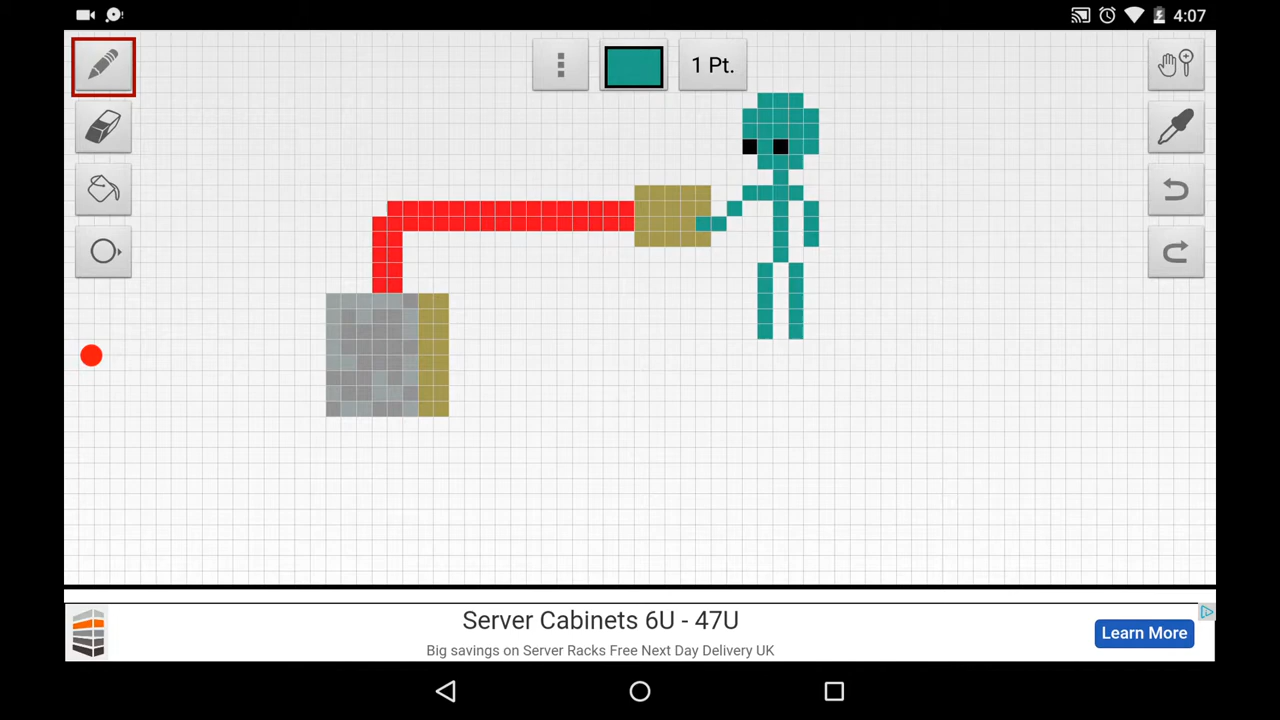 4:07
1 Pt.
Server Cabinets 6U - 47U
Big savings on Server Racks Free Next Day Delivery UK
Learn More